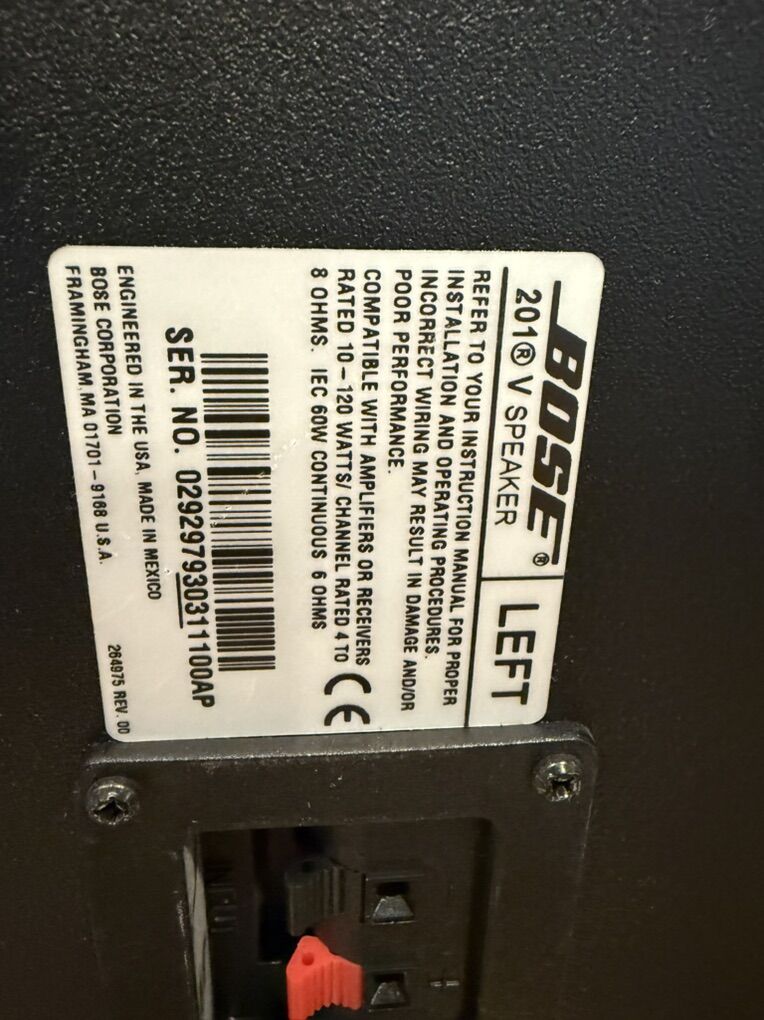 BOSE®
201® V SPEAKER
LEFT
REFER TO YOUR INSTRUCTION MANUAL FOR PROPER
INSTALLATION AND OPERATING PROCEDURES.
INCORRECT WIRING MAY RESULT IN DAMAGE AND/OR
POOR PERFORMANCE.
COMPATIBLE WITH AMPLIFIERS OR RECEIVERS
RATED 10-120 WATTS/CHANNEL RATED 4 TO
8 OHMS. IEC 60W CONTINUOUS 6 OHMS
CE
SER. NO. 029297930311100AP
ENGINEERED IN THE USA, MADE IN MEXICO
BOSE CORPORATION
FRAMINGHAM, MA 01701-9168 U.S.A.
264975 REV. 00
INPUT
- +